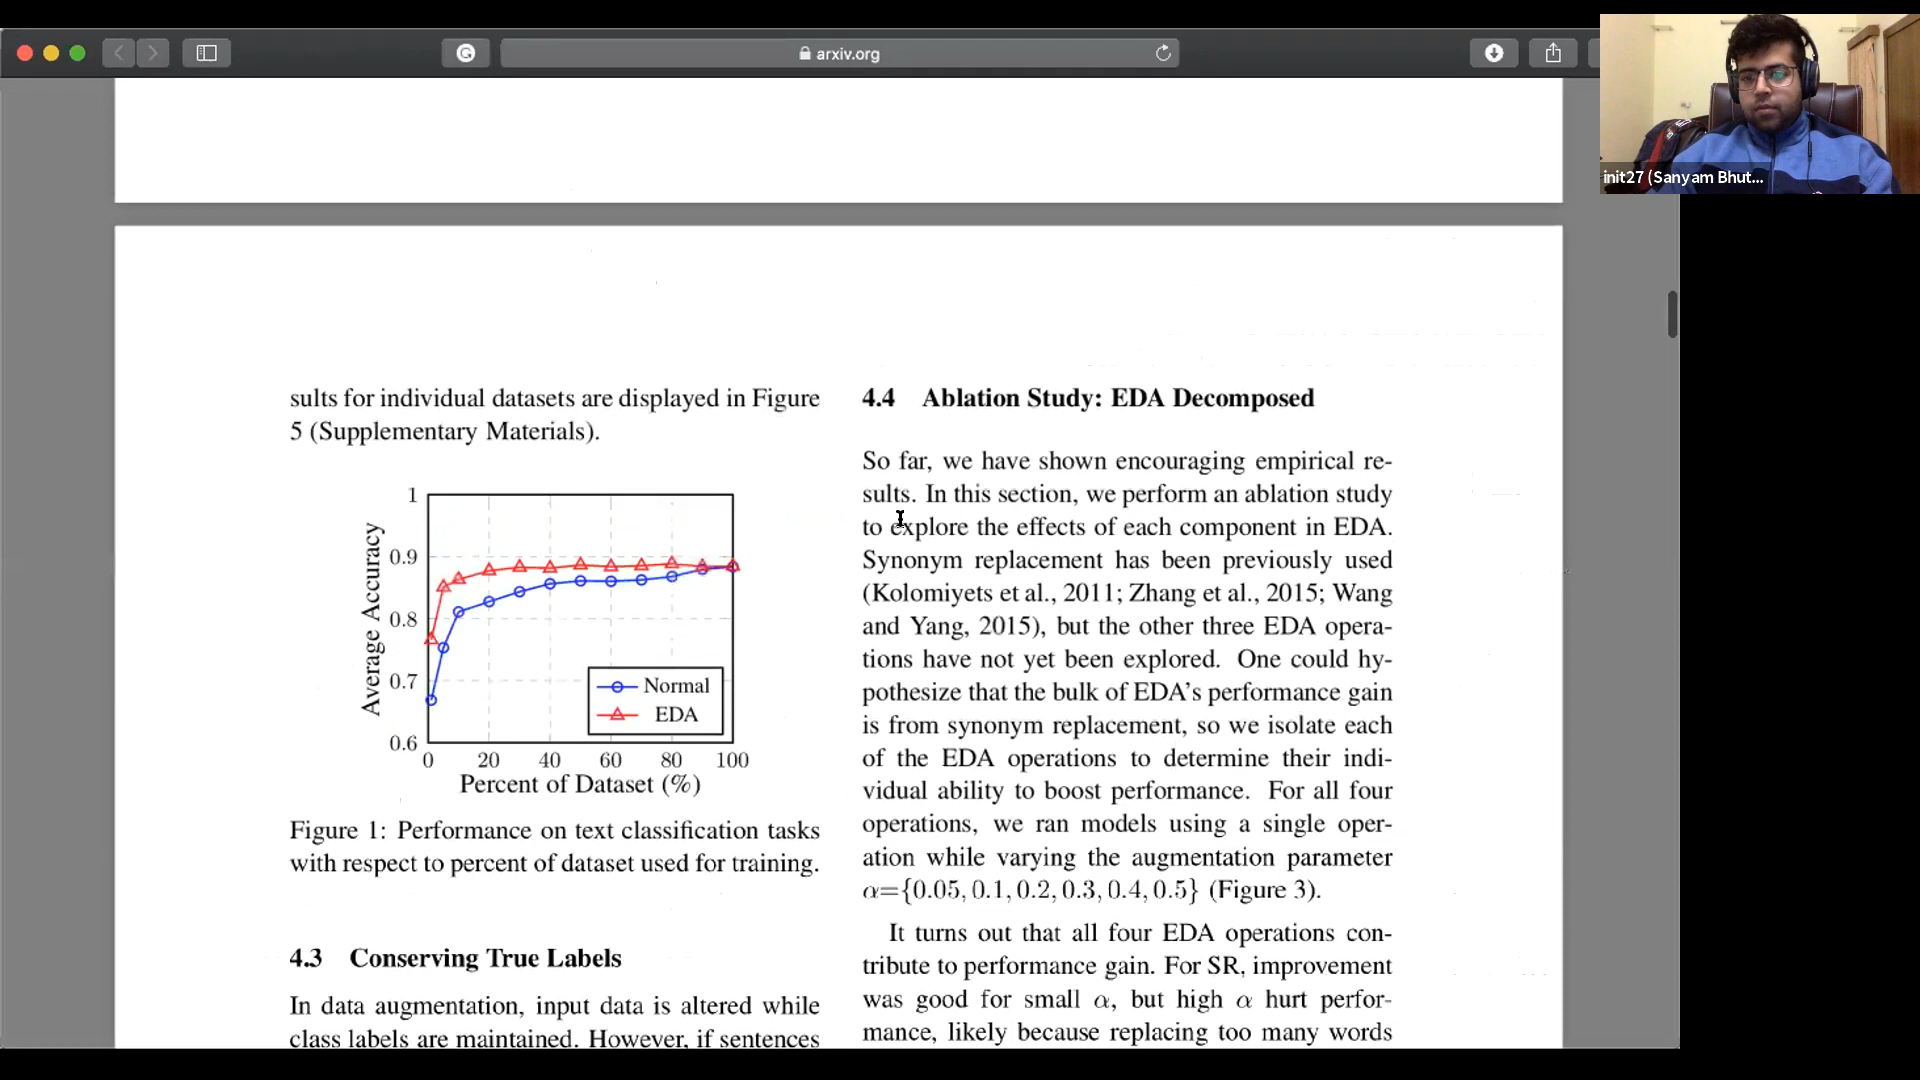 arxiv.org
init27 (Sanyam Bhut...
sults for individual datasets are displayed in Figure
5 (Supplementary Materials).
1
0.9
0.8
0.7
0.6
Average Accuracy
Normal
EDA
0 20 40 60 80 100
Percent of Dataset (%)
Figure 1: Performance on text classification tasks
with respect to percent of dataset used for training.
4.3 Conserving True Labels
In data augmentation, input data is altered while
class labels are maintained. However, if sentences
4.4 Ablation Study: EDA Decomposed
So far, we have shown encouraging empirical re-
sults. In this section, we perform an ablation study
to explore the effects of each component in EDA.
Synonym replacement has been previously used
(Kolomiyets et al., 2011; Zhang et al., 2015; Wang
and Yang, 2015), but the other three EDA opera-
tions have not yet been explored. One could hy-
pothesize that the bulk of EDA's performance gain
is from synonym replacement, so we isolate each
of the EDA operations to determine their indi-
vidual ability to boost performance. For all four
operations, we ran models using a single oper-
ation while varying the augmentation parameter
α={0.05, 0.1, 0.2, 0.3, 0.4, 0.5} (Figure 3).
It turns out that all four EDA operations con-
tribute to performance gain. For SR, improvement
was good for small α, but high α hurt perfor-
mance, likely because replacing too many words